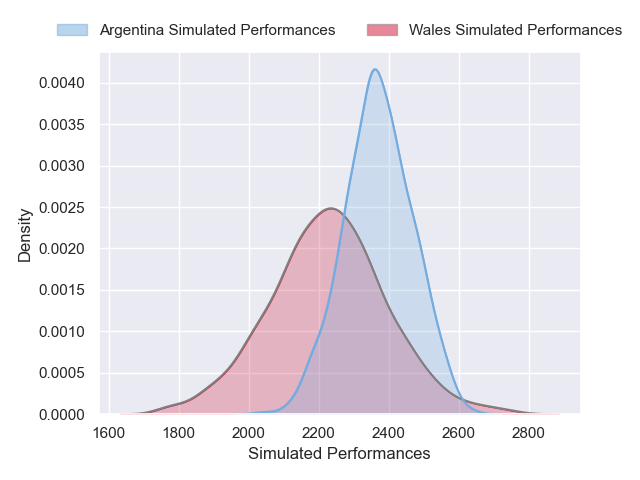 Argentina Simulated Performances Wales Simulated Performances
0.0040
0.0035
0.0030
0.0025
0.0020
0.0015
0.0010
0.0005
0.0000
Density
1600 1800 2000 2200 2400 2600 2800
Simulated Performances